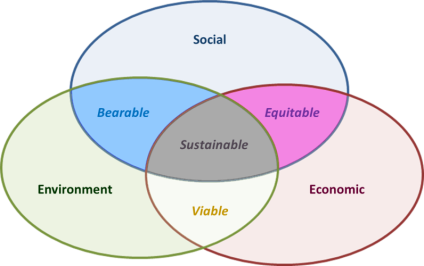 Social
Bearable
Equitable
Sustainable
Environment
Economic
Viable